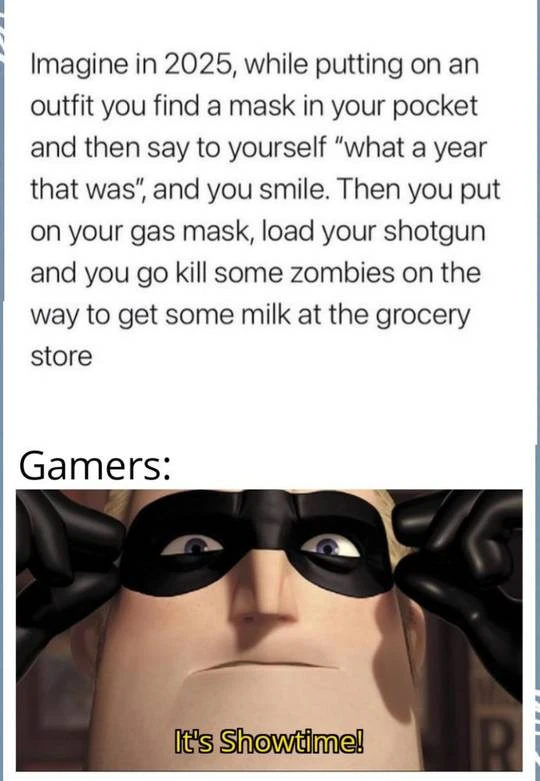 Imagine in 2025, while putting on an
outfit you find a mask in your pocket
and then say to yourself “what a year
that was”, and you smile. Then you put
on your gas mask, load your shotgun
and you go kill some zombies on the
way to get some milk at the grocery
store
Gamers:
It's Showtime!